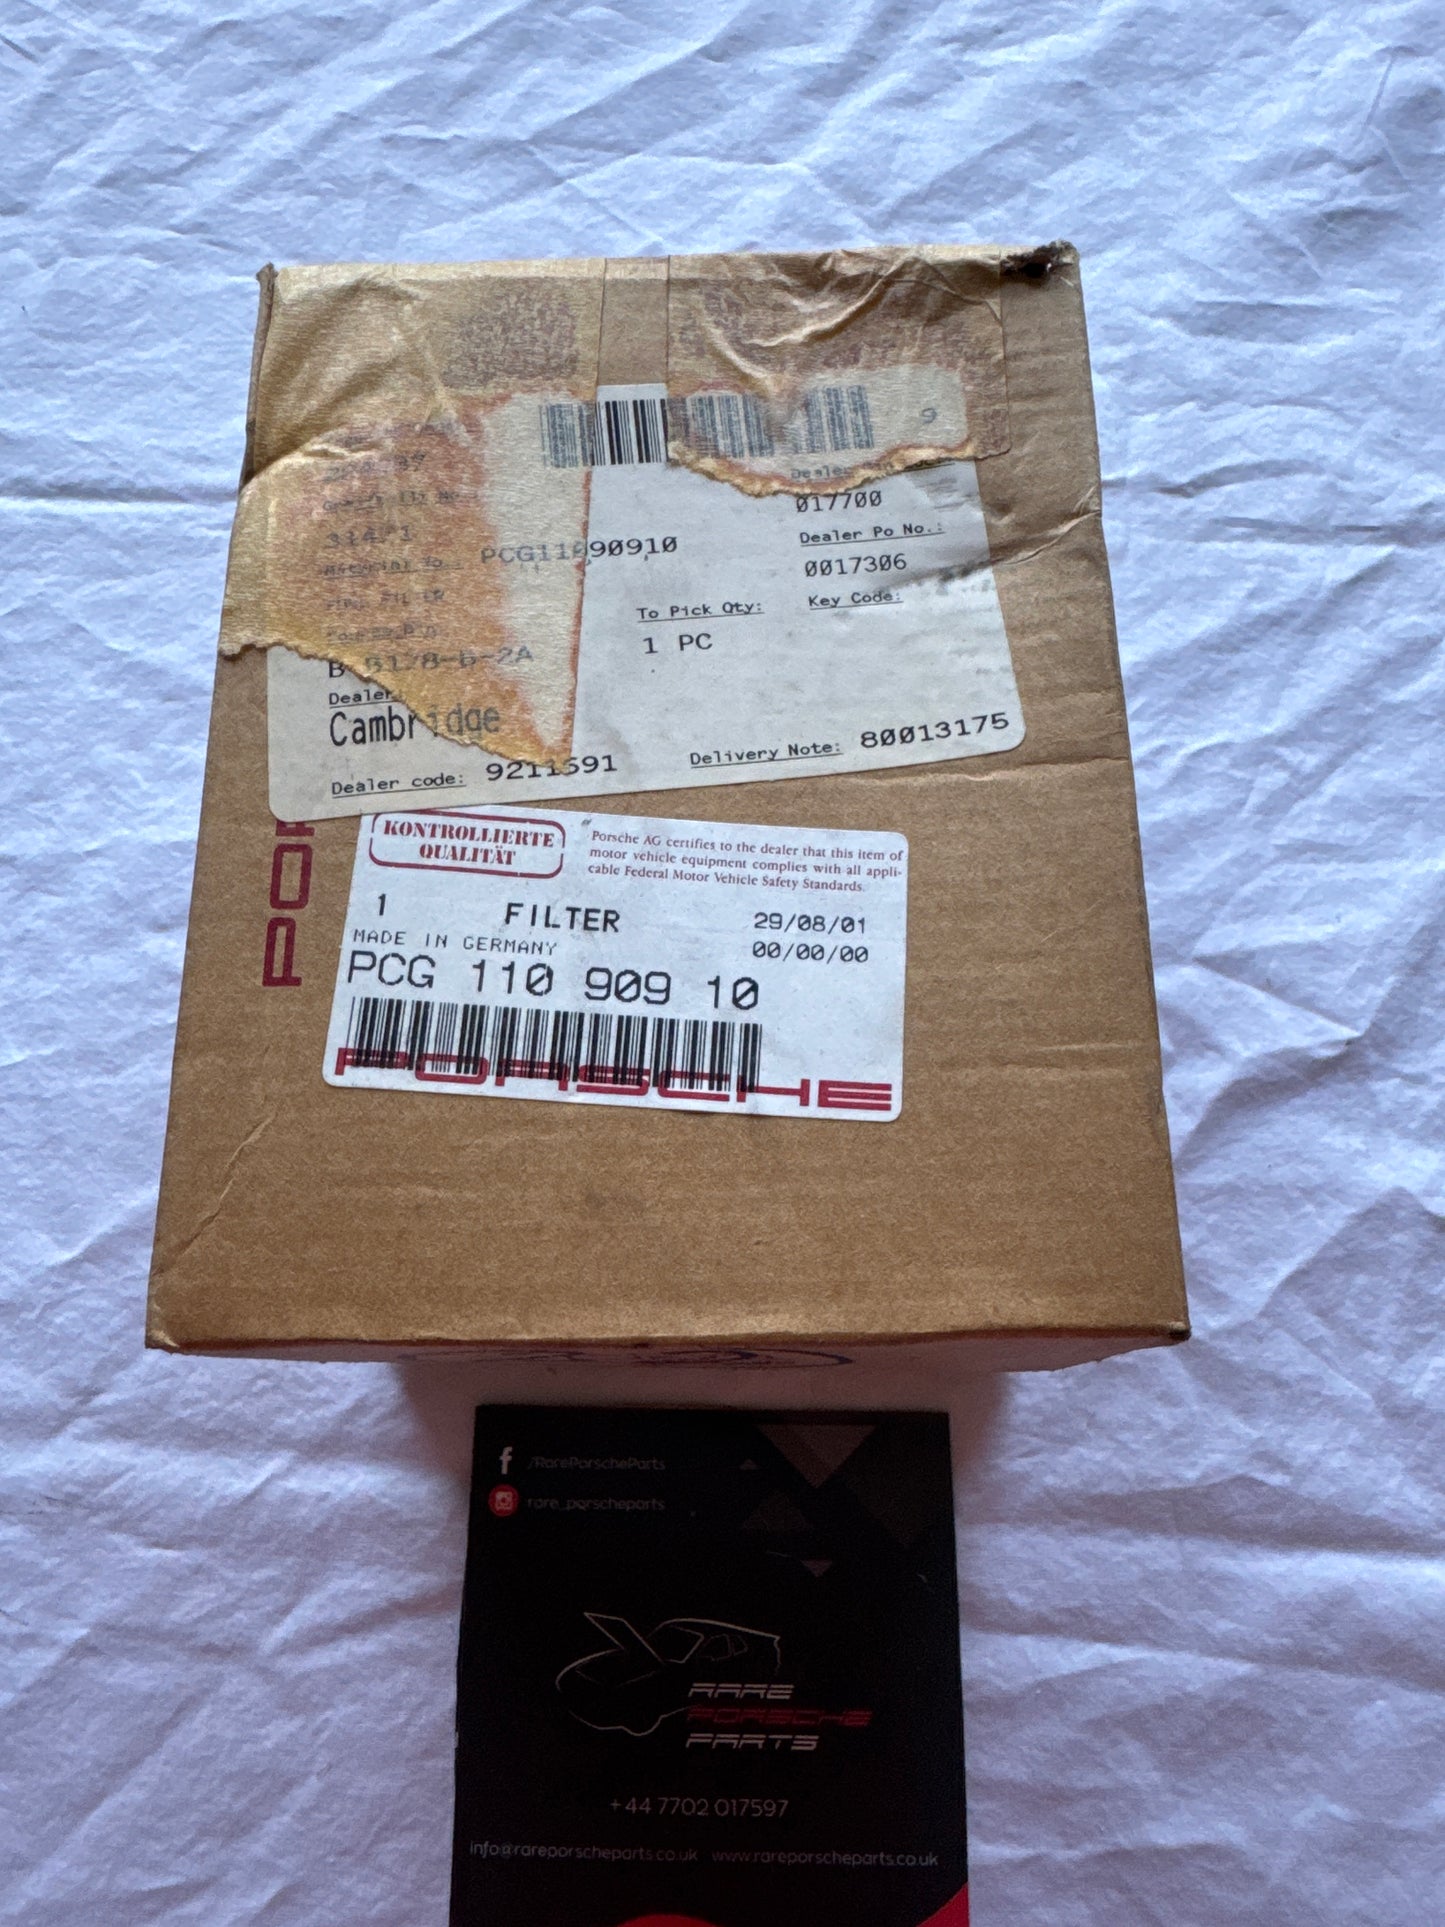 9
017700
Dealer Po No.:
PCG11090910
0017306
To Pick Qty:
Key Code:
1 PC
Dealer
Cambridge
Dealer code: 9211591
Delivery Note: 80013175
POR
KONTROLLIERTE
QUALITÄT
Porsche AG certifies to the dealer that this item of
motor vehicle equipment complies with all appli-
cable Federal Motor Vehicle Safety Standards.
1 FILTER 29/08/01
MADE IN GERMANY 00/00/00
PCG 110 909 10
PORSCHE
/RarePorscheParts
rare_porscheparts
RARE
PORSCHE
PARTS
+44 7702 017597
info@rareporscheparts.co.uk www.rareporscheparts.co.uk